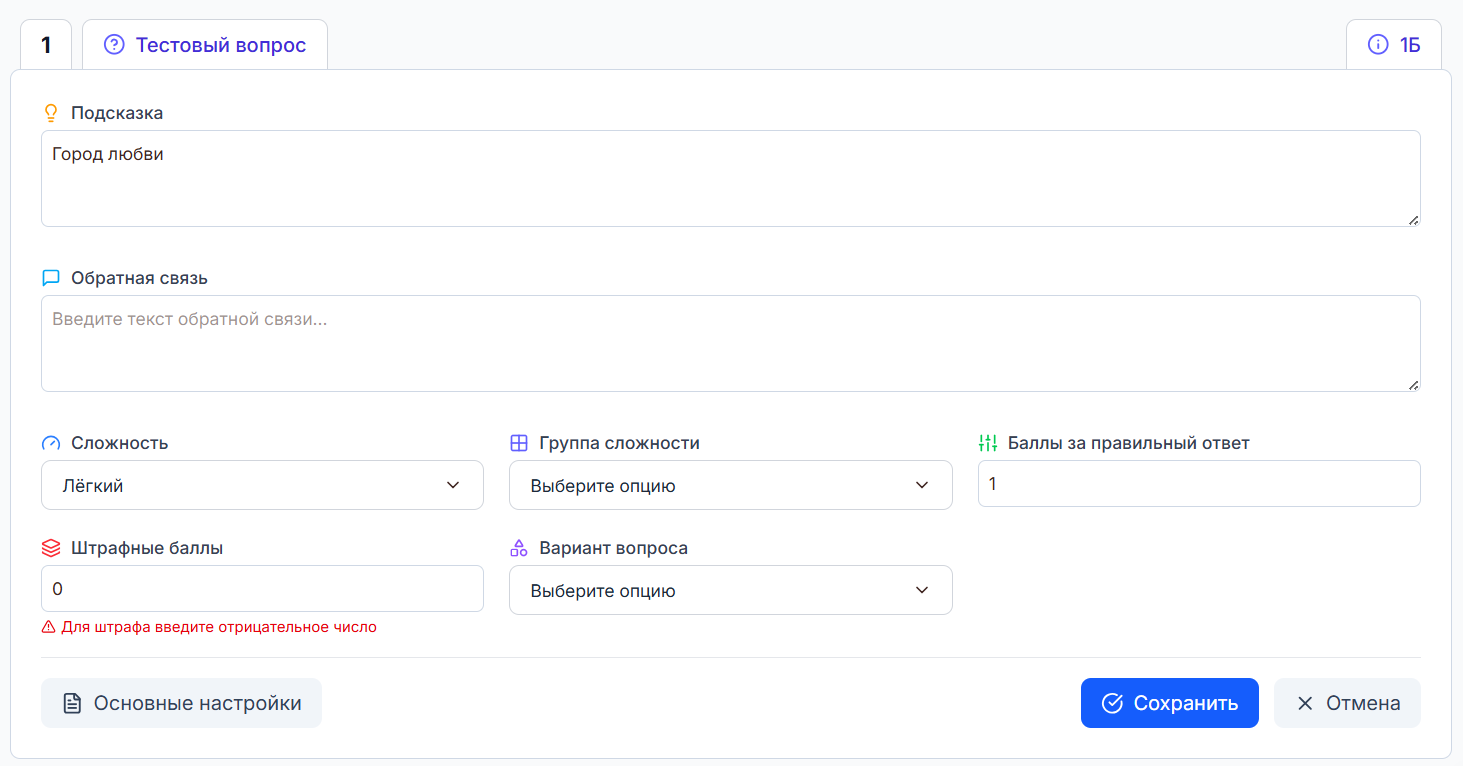 1
Тестовый вопрос
1Б
Подсказка
Город любви
Обратная связь
Введите текст обратной связи...
Сложность
Группа сложности
Баллы за правильный ответ
Лёгкий
Выберите опцию
1
Штрафные баллы
Вариант вопроса
0
Выберите опцию
Для штрафа введите отрицательное число
Основные настройки
Сохранить
Отмена